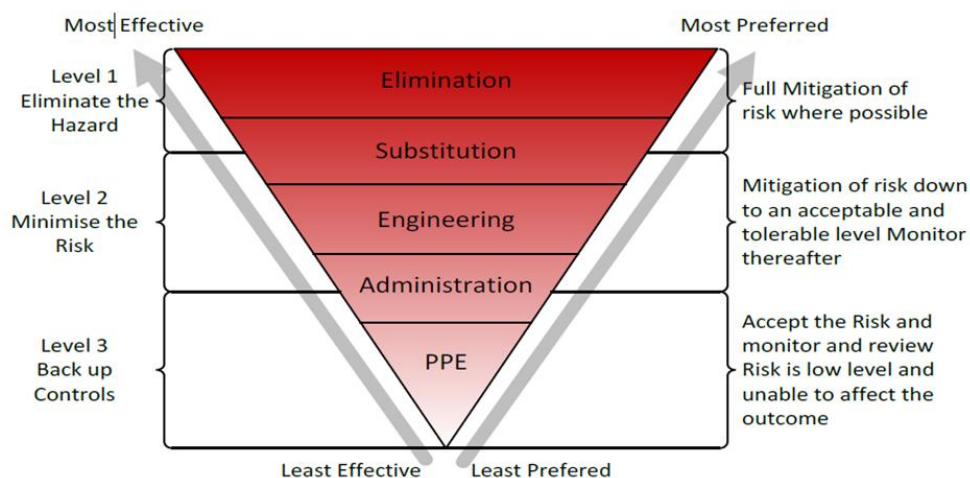 Most Effective
Most Preferred
Level 1
Eliminate the
Hazard
Elimination
Full Mitigation of
risk where possible
Substitution
Level 2
Minimise the
Risk
Engineering
Mitigation of risk down
to an acceptable and
tolerable level Monitor
thereafter
Administration
Level 3
Back up
Controls
PPE
Accept the Risk and
monitor and review
Risk is low level and
unable to affect the
outcome
Least Effective
Least Prefered